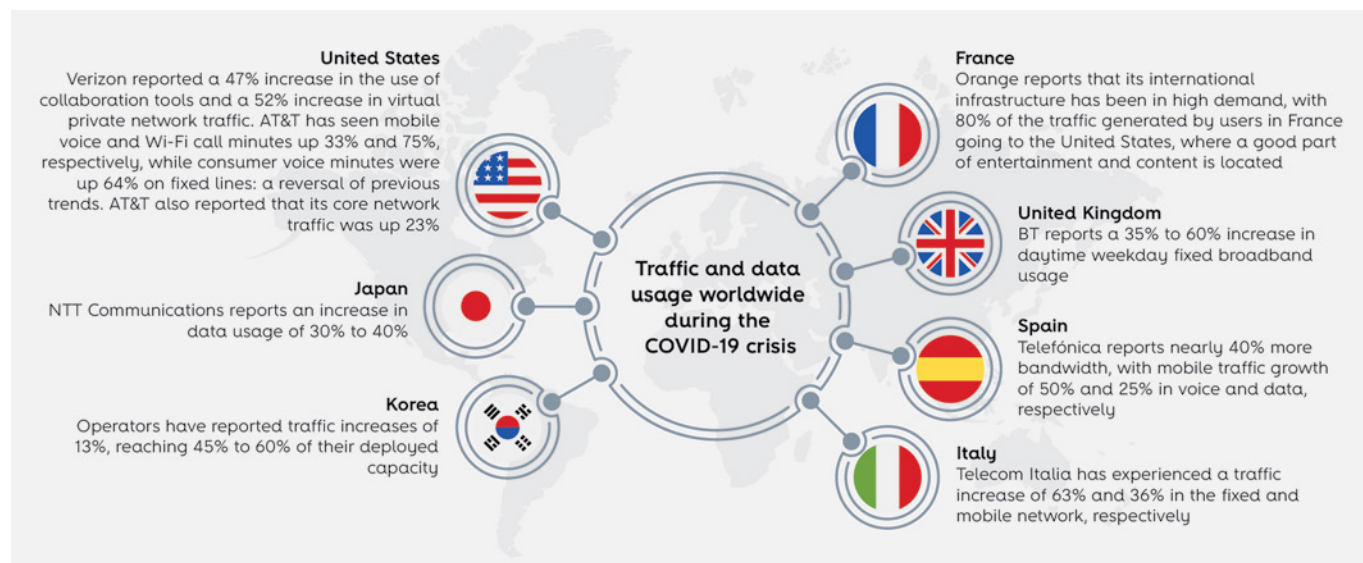 United States
Verizon reported a 47% increase in the use of
collaboration tools and a 52% increase in virtual
private network traffic. AT&T has seen mobile
voice and Wi-Fi call minutes up 33% and 75%,
respectively, while consumer voice minutes were
up 64% on fixed lines: a reversal of previous
trends. AT&T also reported that its core network
traffic was up 23%
Japan
NTT Communications reports an increase in
data usage of 30% to 40%
Korea
Operators have reported traffic increases of
13%, reaching 45% to 60% of their deployed
capacity
Traffic and data
usage worldwide
during the
COVID-19 crisis
France
Orange reports that its international
infrastructure has been in high demand, with
80% of the traffic generated by users in France
going to the United States, where a good part
of entertainment and content is located
United Kingdom
BT reports a 35% to 60% increase in
daytime weekday fixed broadband
usage
Spain
Telefónica reports nearly 40% more
bandwidth, with mobile traffic growth
of 50% and 25% in voice and data,
respectively
Italy
Telecom Italia has experienced a traffic
increase of 63% and 36% in the fixed and
mobile network, respectively